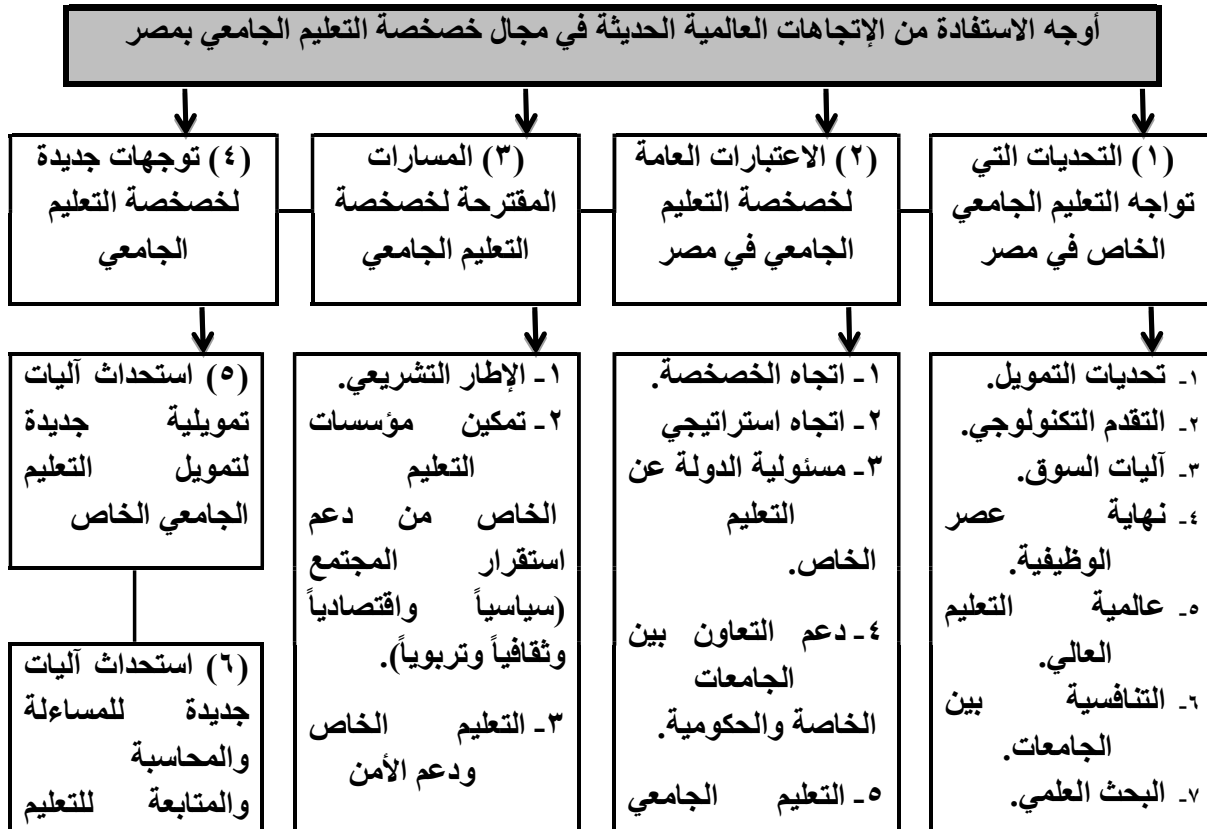 أوجه الاستفادة من الإتجاهات العالمية الحديثة في مجال خصخصة التعليم الجامعي بمصر
(١) التحديات التي
تواجه التعليم الجامعي
الخاص في مصر
(٢) الاعتبارات العامة
لخصخصة التعليم
الجامعي في مصر
(٣) المسارات
المقترحة لخصخصة
التعليم الجامعي
(٤) توجهات جديدة
لخصخصة التعليم
الجامعي
١- تحديات التمويل.
٢- التقدم التكنولوجي.
٣- آليات السوق.
٤- نهاية عصر
الوظيفية.
٥- عالمية التعليم
العالي.
٦- التنافسية بين
الجامعات.
٧- البحث العلمي.
١- اتجاه الخصخصة.
٢- اتجاه استراتيجي
٣- مسئولية الدولة عن
التعليم
الخاص.
٤- دعم التعاون بين
الجامعات
الخاصة والحكومية.
٥- التعليم الجامعي
١- الإطار التشريعي.
٢- تمكين مؤسسات
التعليم
الخاص من دعم
استقرار المجتمع
(سياسياً واقتصادياً
وثقافياً وتربوياً).
٣- التعليم الخاص
ودعم الأمن
(٥) استحداث آليات
تمويلية جديدة
لتمويل التعليم
الجامعي الخاص
(٦) استحداث آليات
جديدة للمساءلة
والمحاسبة
والمتابعة للتعليم